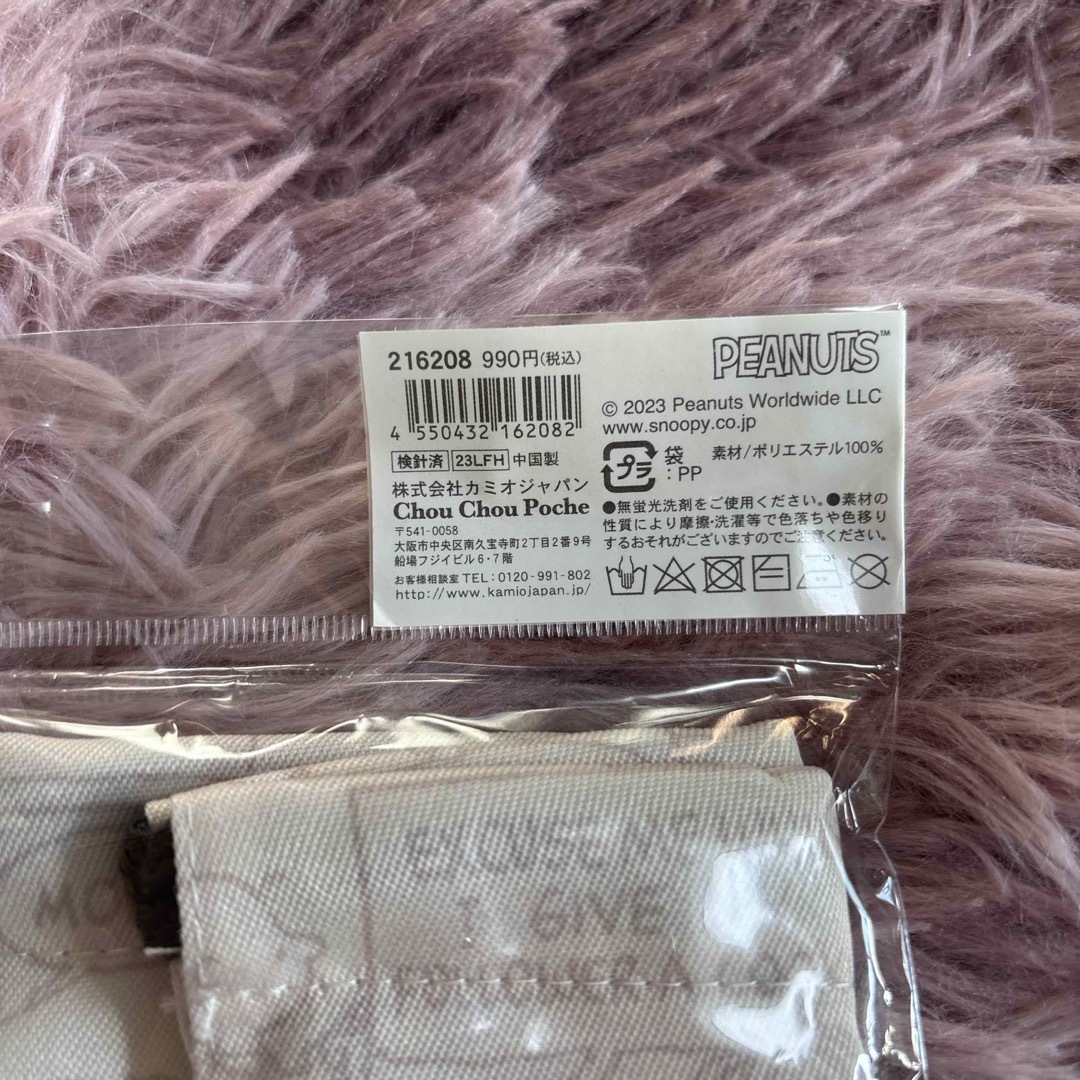 216208 990円(税込)
4 550432 162082
検針済 23LFH 中国製
株式会社カミオジャパン
Chou Chou Poche
〒541-0058
大阪市中央区南久宝寺町2丁目2番9号
船場フジイビル6・7階
お客様相談室 TEL:0120-991-802
http://www.kamiojapan.jp/
PEANUTS™
© 2023 Peanuts Worldwide LLC
www.snoopy.co.jp
プラ 袋:PP 素材/ポリエステル100%
●無蛍光洗剤をご使用ください。●素材の
性質により摩擦・洗濯等で色落ちや色移り
するおそれがございますのでご注意ください。
GIVE